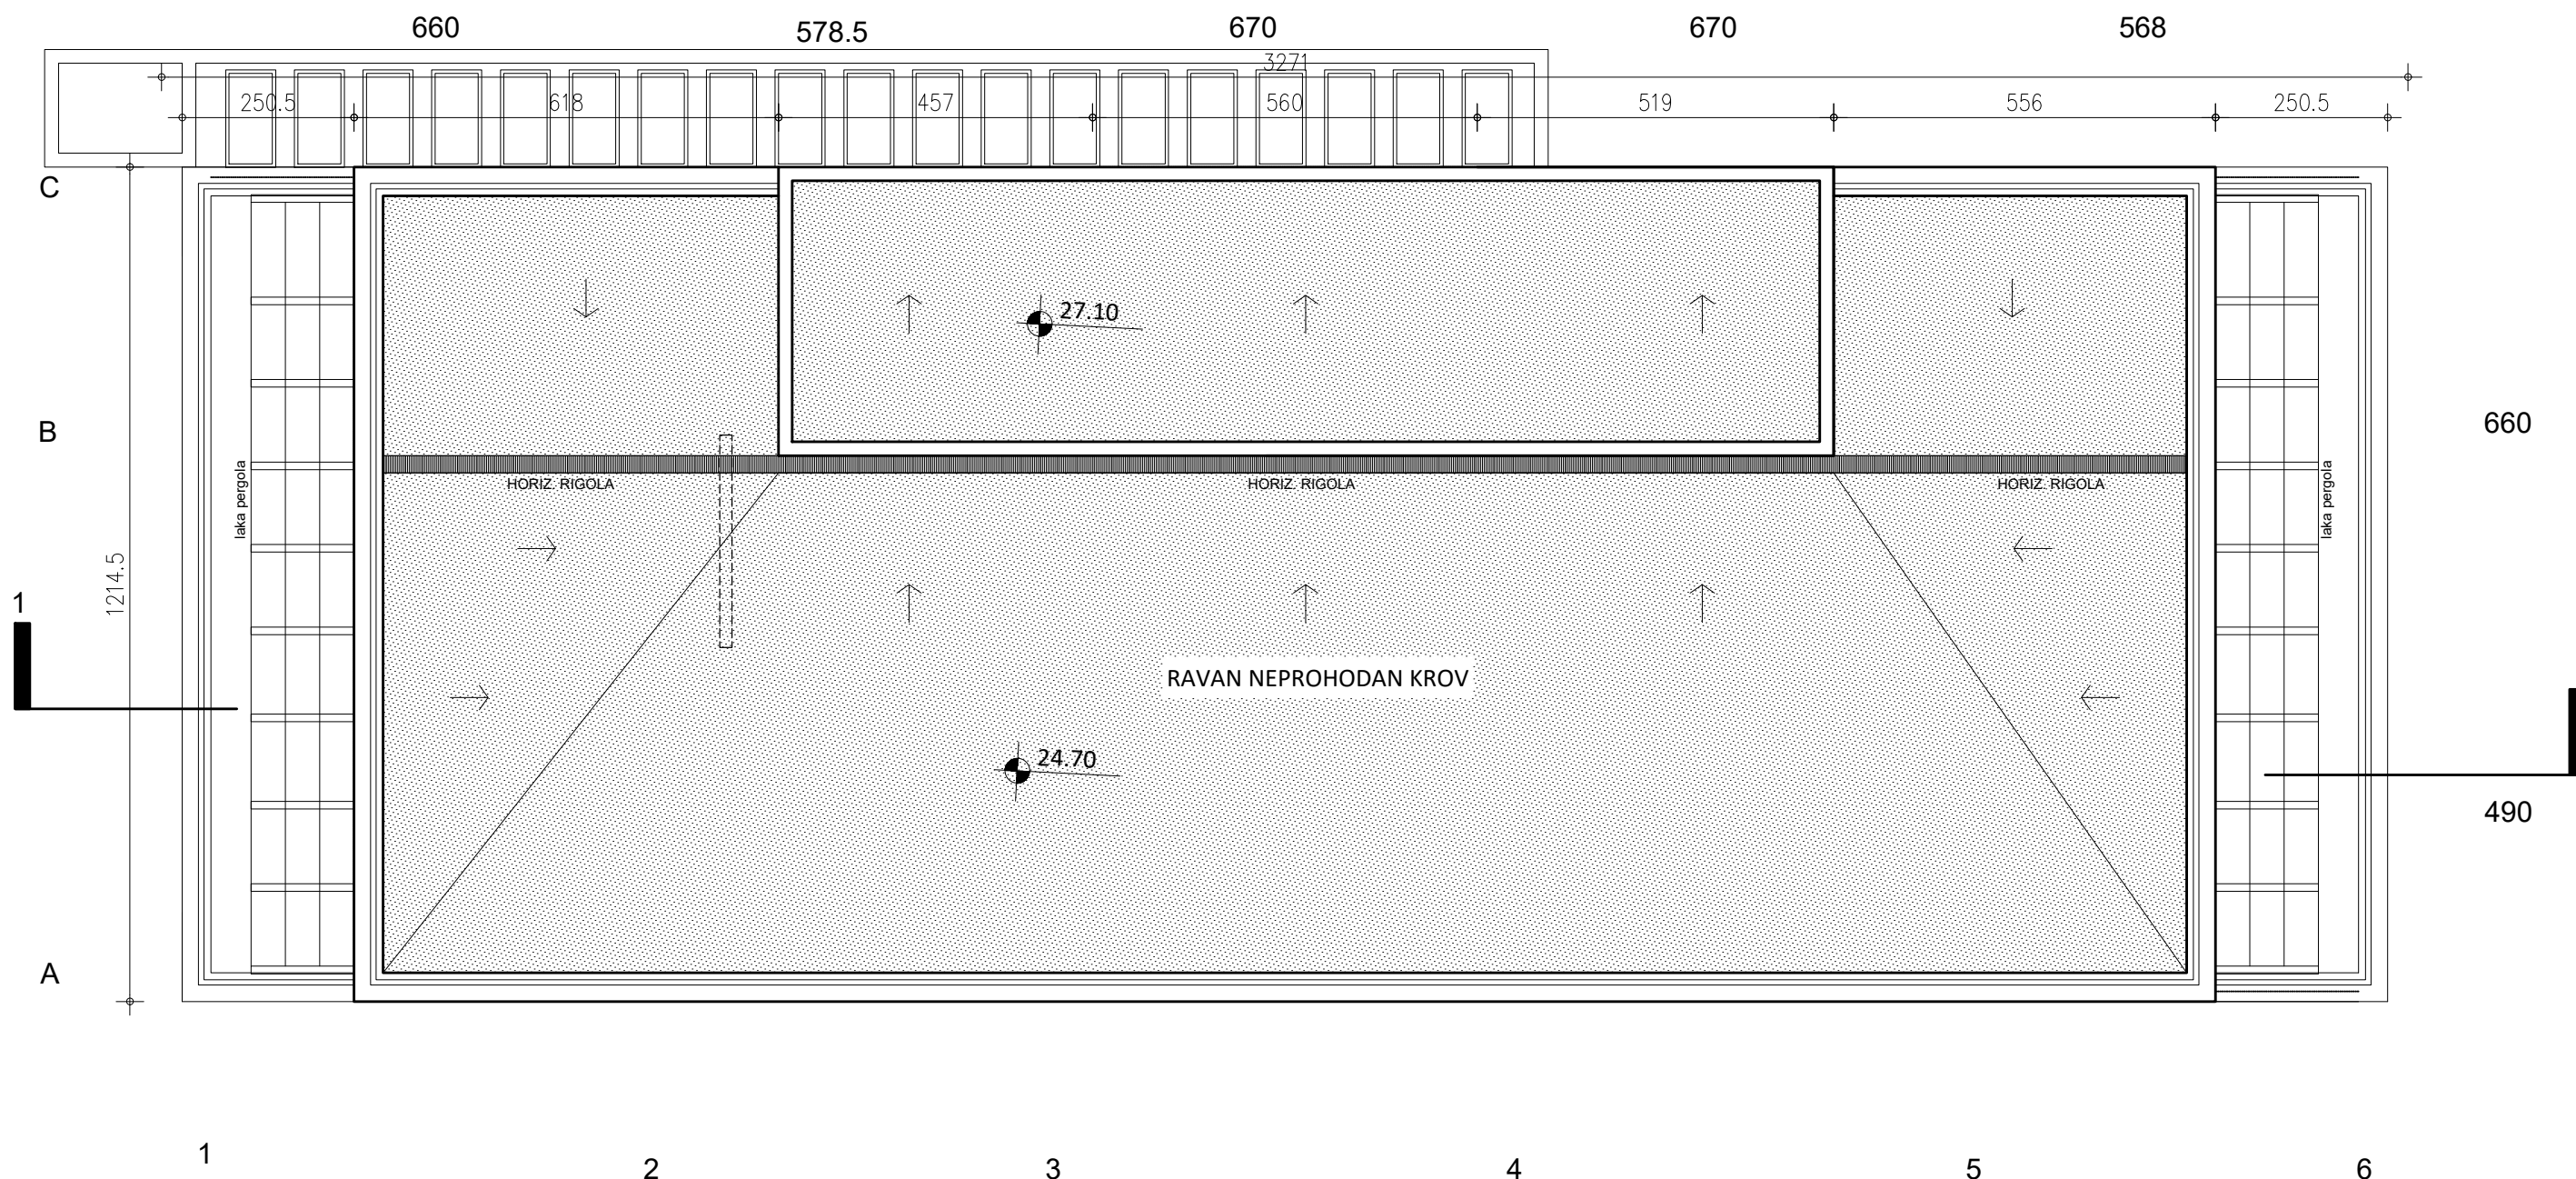 660 578.5 670 670 568
3271
250.5 618 457 560 519 556 250.5
C
27.10
B
660
laka pergola
laka pergola
HORIZ. RIGOLA HORIZ. RIGOLA HORIZ. RIGOLA
1214.5
1
RAVAN NEPROHODAN KROV
24.70
490
A
1 2 3 4 5 6